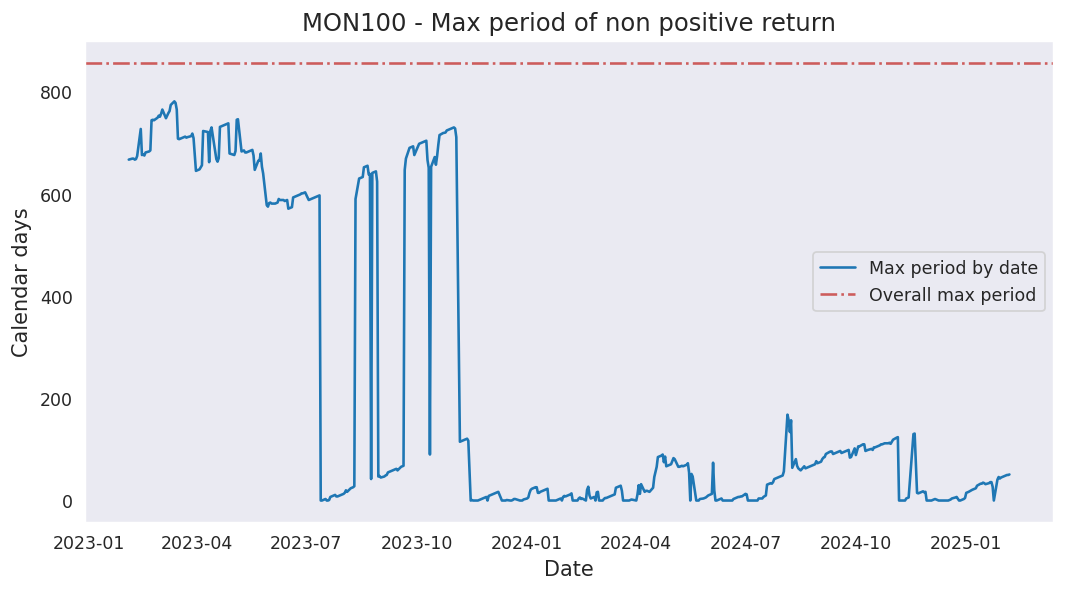 MON100 - Max period of non positive return
Calendar days
800
600
400
200
0
Max period by date
Overall max period
2023-01 2023-04 2023-07 2023-10 2024-01 2024-04 2024-07 2024-10 2025-01
Date